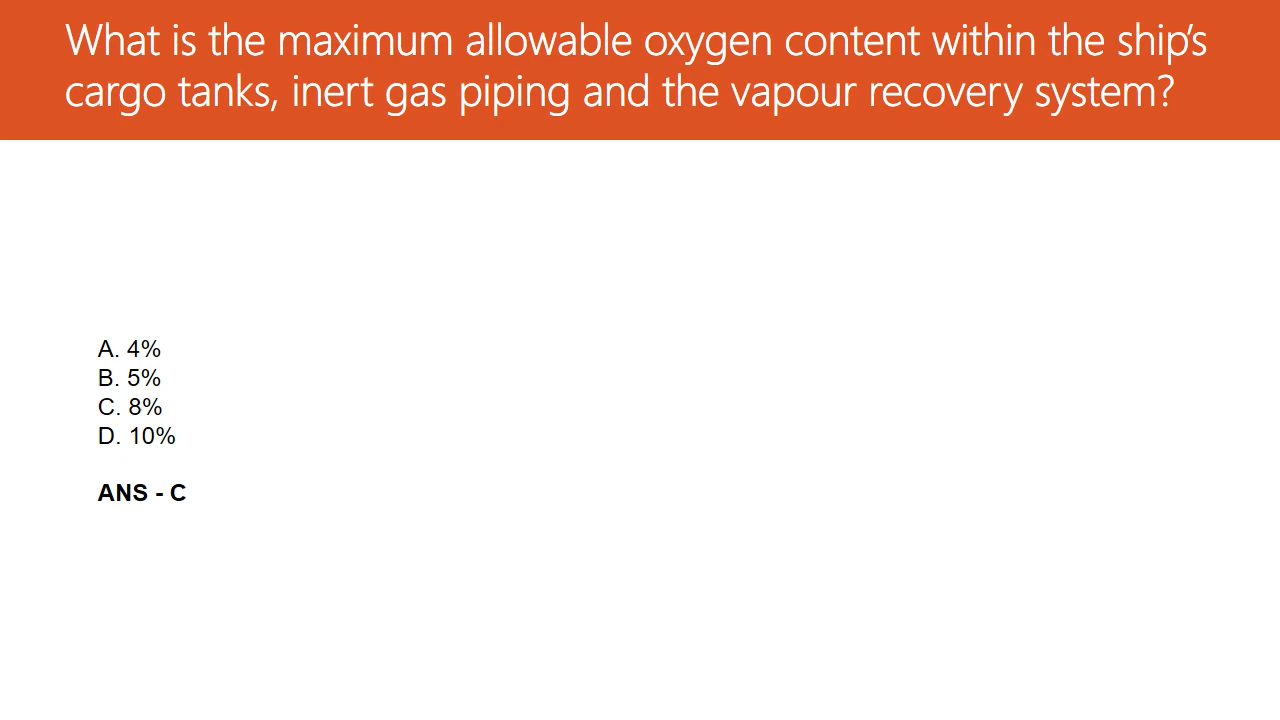 What is the maximum allowable oxygen content within the ship's
cargo tanks, inert gas piping and the vapour recovery system?
A. 4%
B. 5%
C. 8%
D. 10%
ANS - C